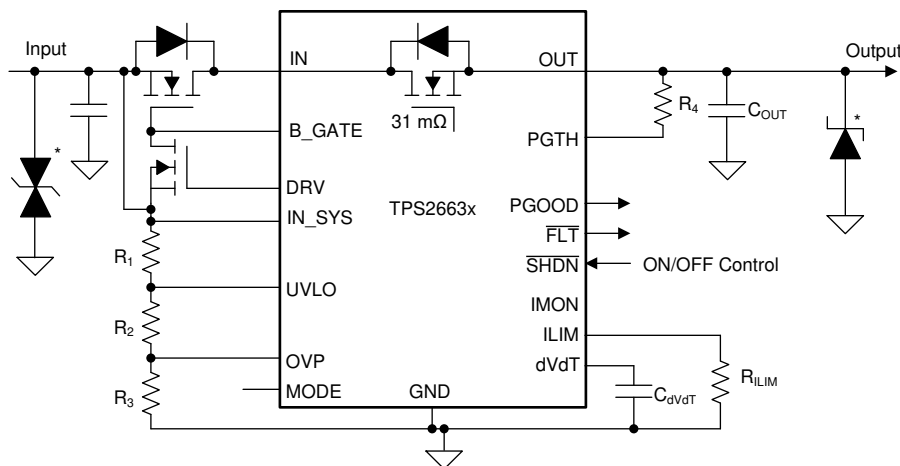 Input
*
IN
31 mΩ
OUT
Output
B_GATE
R4
COUT
*
PGTH
DRV
TPS2663x
PGOOD
IN_SYS
FLT
R1
SHDN
ON/OFF Control
UVLO
IMON
R2
ILIM
OVP
dVdT
MODE
GND
R3
CdVdT
RILIM